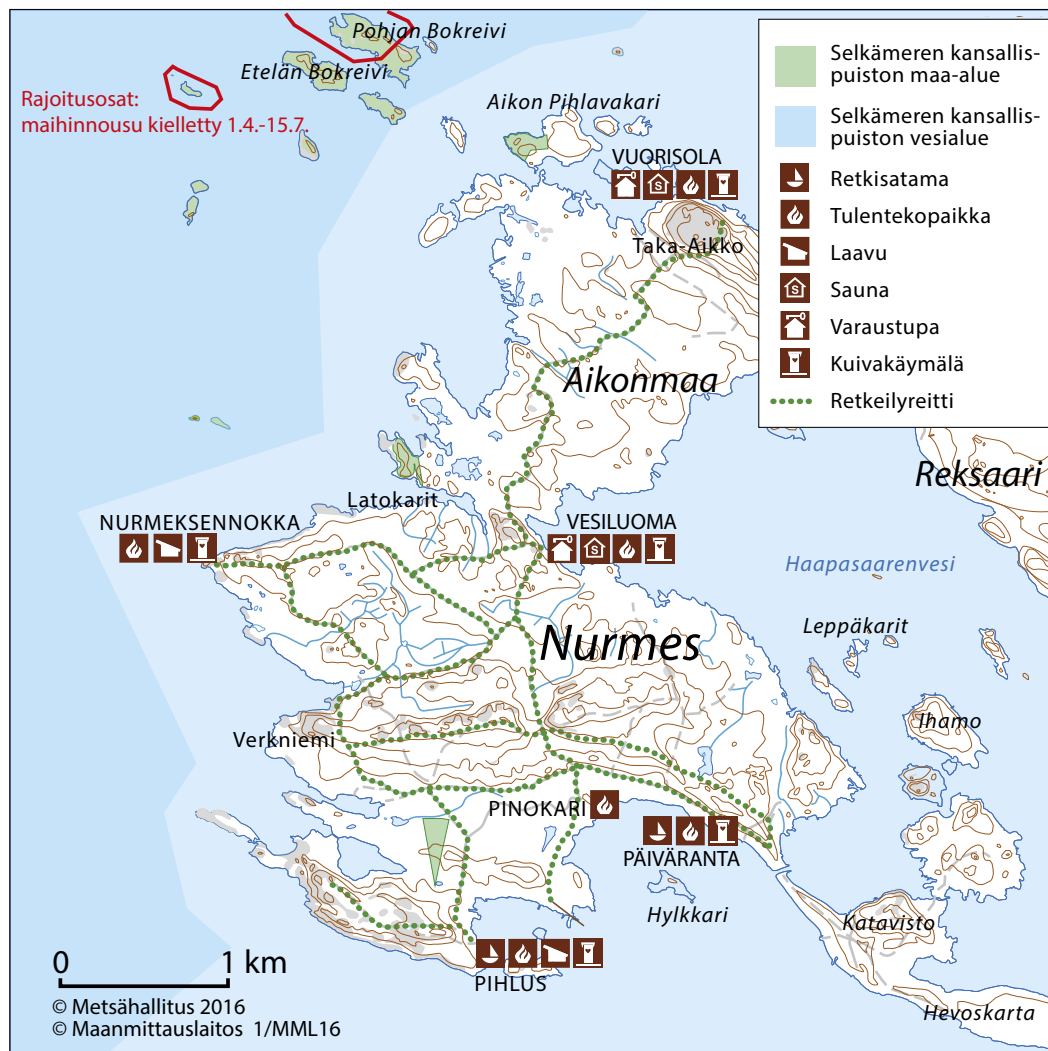 Pohjan Bokreivi
Etelän Bokreivi
Rajoitusosat:
maihinnousu kielletty 1.4.-15.7.
Aikon Pihlavakari
VUORISOLA
S
Taka-Aikko
Aikonmaa
Reksaari
Latokarit
NURMEKSENNOKKA
VESILUOMA
S
Haapasaarenvesi
Leppäkarit
Nurmes
Ihamo
Verkniemi
PINOKARI
PÄIVÄRANTA
Hylkkari
Katavisto
PIHLUS
Hevoskarta
Selkämeren kansallis-
puiston maa-alue
Selkämeren kansallis-
puiston vesialue
Retkisatama
Tulentekopaikka
Laavu
S
Sauna
Varaustupa
Kuivakäymälä
Retkeilyreitti
0 1 km
© Metsähallitus 2016
© Maanmittauslaitos 1/MML16